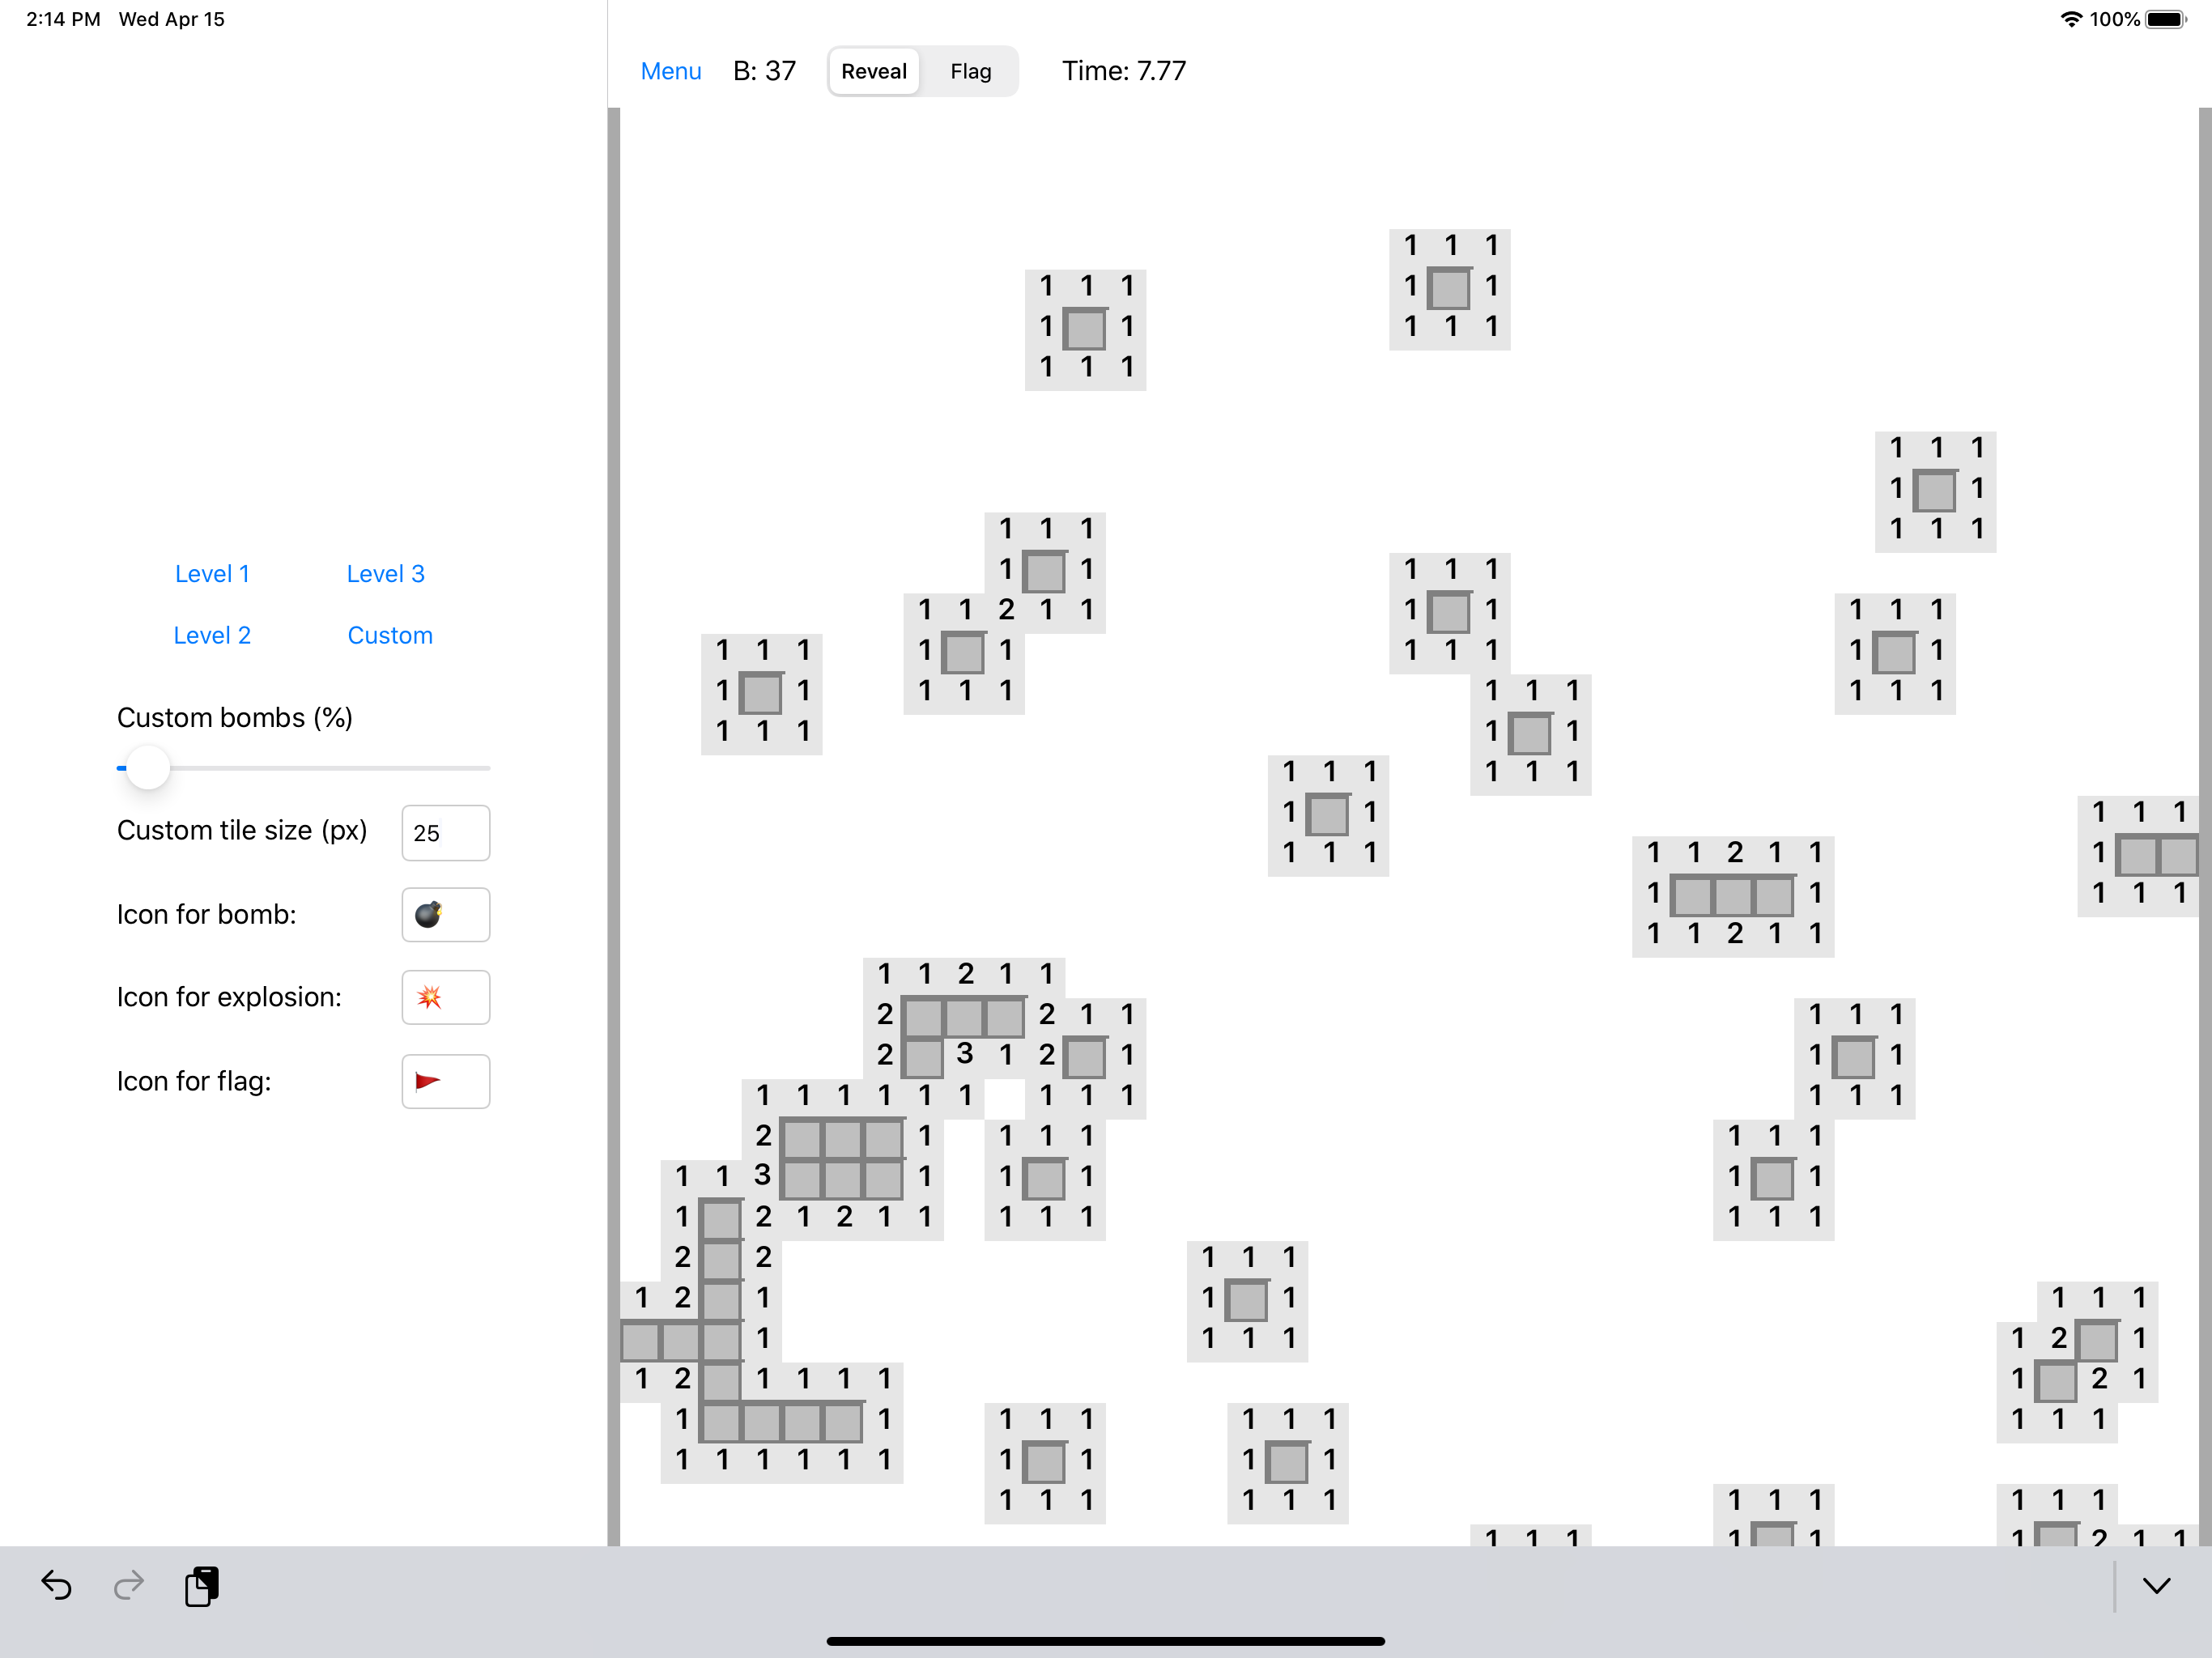 2:14 PM Wed Apr 15
100%
Menu B: 37 Reveal Flag Time: 7.77
Level 1 Level 3
Level 2 Custom
Custom bombs (%)
Custom tile size (px) 25
Icon for bomb:
Icon for explosion:
Icon for flag:
1 1 1
1 1 1 1 1
1 1 1 1 1
1 1 1
1 1 1
1 1
1 1 1 1 1 1
1 1 1 1 1
1 1 2 1 1 1 1 1 1 1
1 1 1 1 1 1 1 1 1 1
1 1 1 1 1 1 1 1 1 1 1
1 1 1 1 1
1 1 1 1 1 1
1 1 1 1 1
1 1 1 1 1 2 1 1 1
1 1 1 1
1 1 2 1 1
1 1 2 1 1
2 2 1 1 1 1 1
2 3 1 2 1 1 1
1 1 1 1 1 1 1 1 1 1 1 1
2 1 1 1 1 1 1 1
1 1 3 1 1 1 1 1
1 2 1 2 1 1 1 1 1 1 1 1
2 2 1 1 1
1 2 1 1 1 1 1 1
1 1 1 1 1 2 1
1 2 1 1 1 1 1 2 1
1 1 1 1 1 1 1 1 1 1 1
1 1 1 1 1 1 1 1 1 1
1 1 1 1 1 1 1 1 1 1 1 1
1 1 1 1 1 1 2 1 1